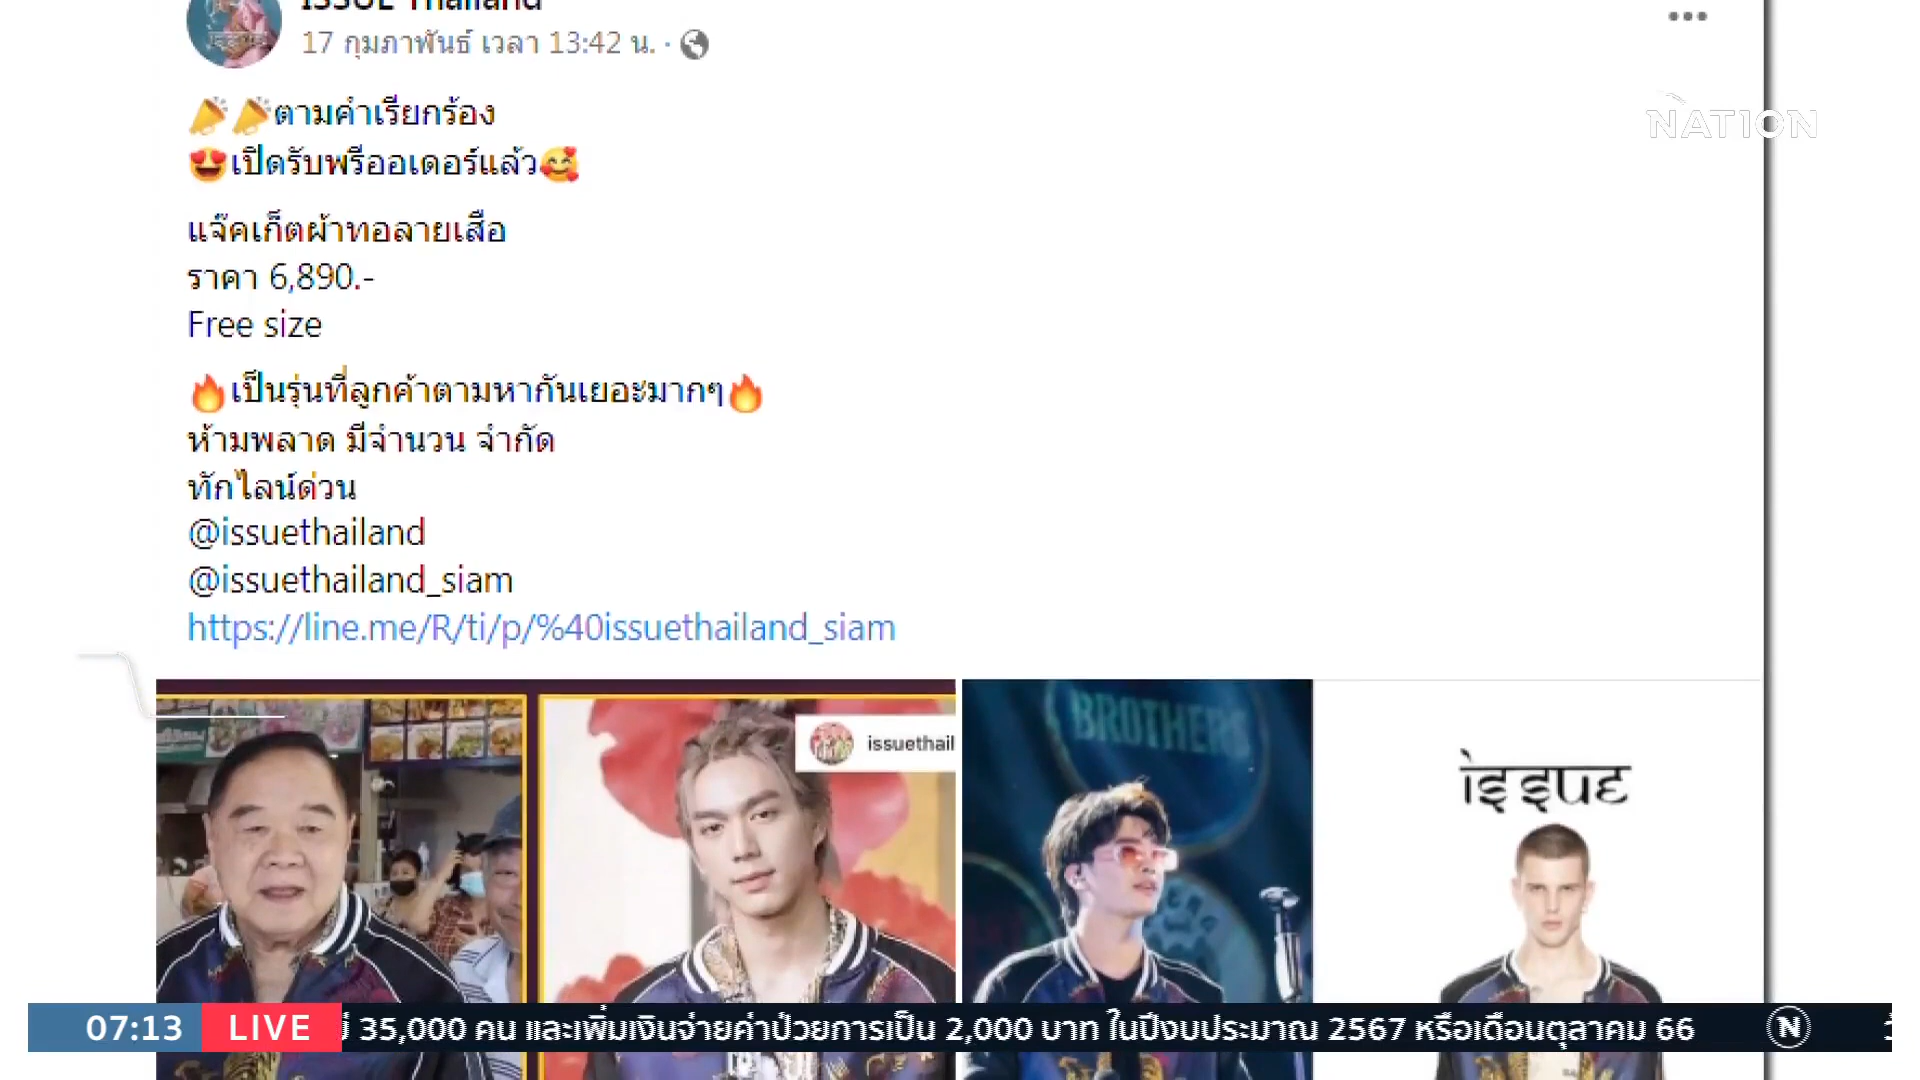 ISSUE Thailand
17 กุมภาพันธ์ เวลา 13:42 น.
ตามคำเรียกร้อง
เปิดรับพรีออเดอร์แล้ว
แจ๊คเก็ตผ้าทอลายเสือ
ราคา 6,890.-
Free size
เป็นรุ่นที่ลูกค้าตามหากันเยอะมากๆ
ห้ามพลาด มีจำนวน จำกัด
ทักไลน์ด่วน
@issuethailand
@issuethailand_siam
https://line.me/R/ti/p/%40issuethailand_siam
NATION
issuethail
BROTHERS
issue
07:13 LIVE 35,000 คน และเพิ่มเงินจ่ายค่าป่วยการเป็น 2,000 บาท ในปีงบประมาณ 2567 หรือเดือนตุลาคม 66 N